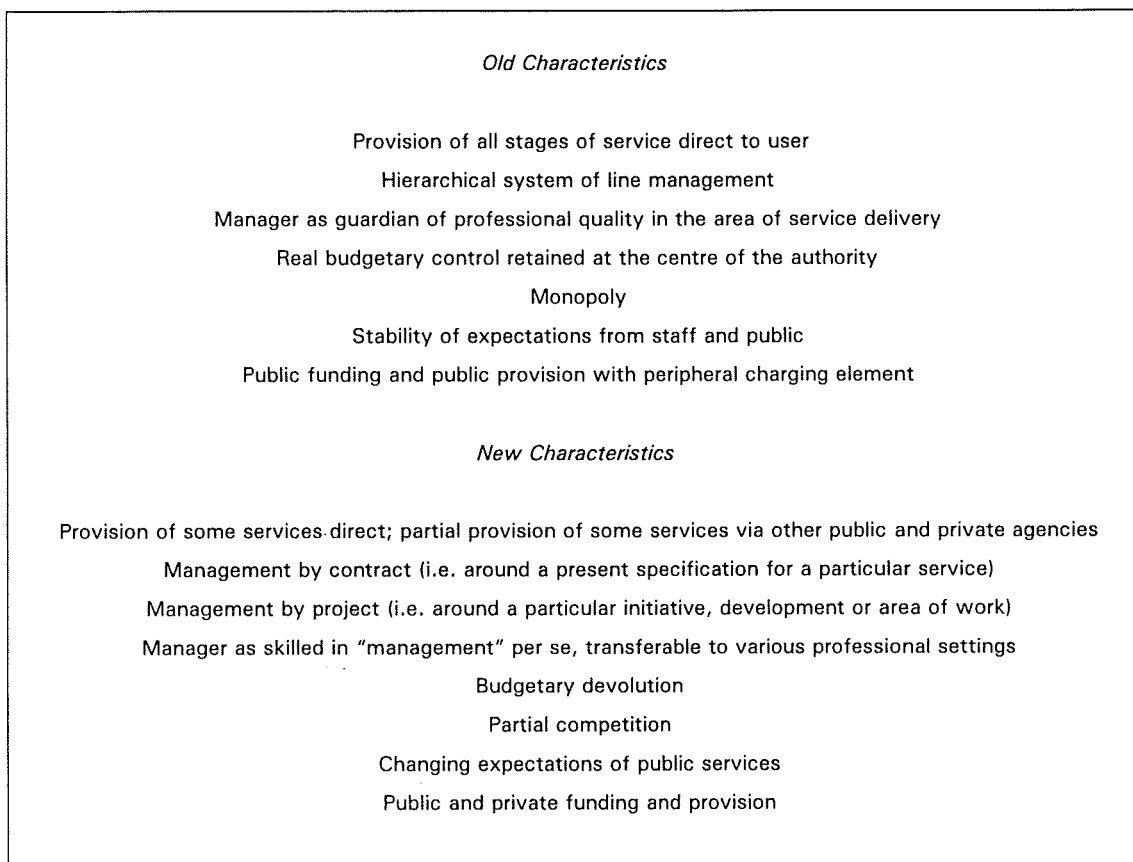 Old Characteristics
Provision of all stages of service direct to user
Hierarchical system of line management
Manager as guardian of professional quality in the area of service delivery
Real budgetary control retained at the centre of the authority
Monopoly
Stability of expectations from staff and public
Public funding and public provision with peripheral charging element
New Characteristics
Provision of some services direct; partial provision of some services via other public and private agencies
Management by contract (i.e. around a present specification for a particular service)
Management by project (i.e. around a particular initiative, development or area of work)
Manager as skilled in "management" per se, transferable to various professional settings
Budgetary devolution
Partial competition
Changing expectations of public services
Public and private funding and provision